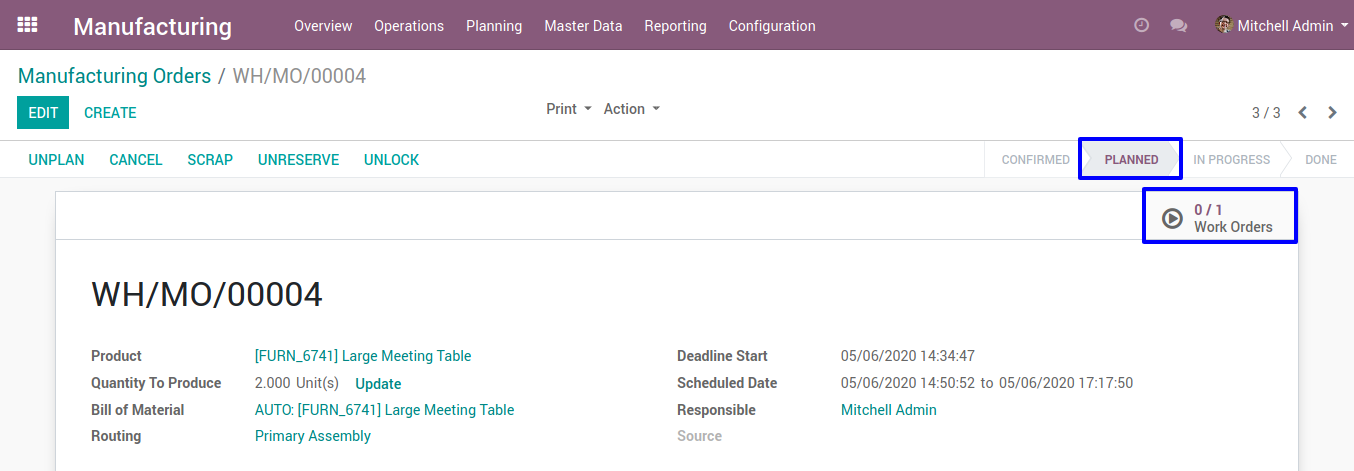 Manufacturing Overview Operations Planning Master Data Reporting Configuration Mitchell Admin
Manufacturing Orders / WH/MO/00004
EDIT CREATE Print Action 3 / 3
UNPLAN CANCEL SCRAP UNRESERVE UNLOCK CONFIRMED PLANNED IN PROGRESS DONE
0 / 1
Work Orders
WH/MO/00004
Product [FURN_6741] Large Meeting Table Deadline Start 05/06/2020 14:34:47
Quantity To Produce 2.000 Unit(s) Update Scheduled Date 05/06/2020 14:50:52 to 05/06/2020 17:17:50
Bill of Material AUTO: [FURN_6741] Large Meeting Table Responsible Mitchell Admin
Routing Primary Assembly Source